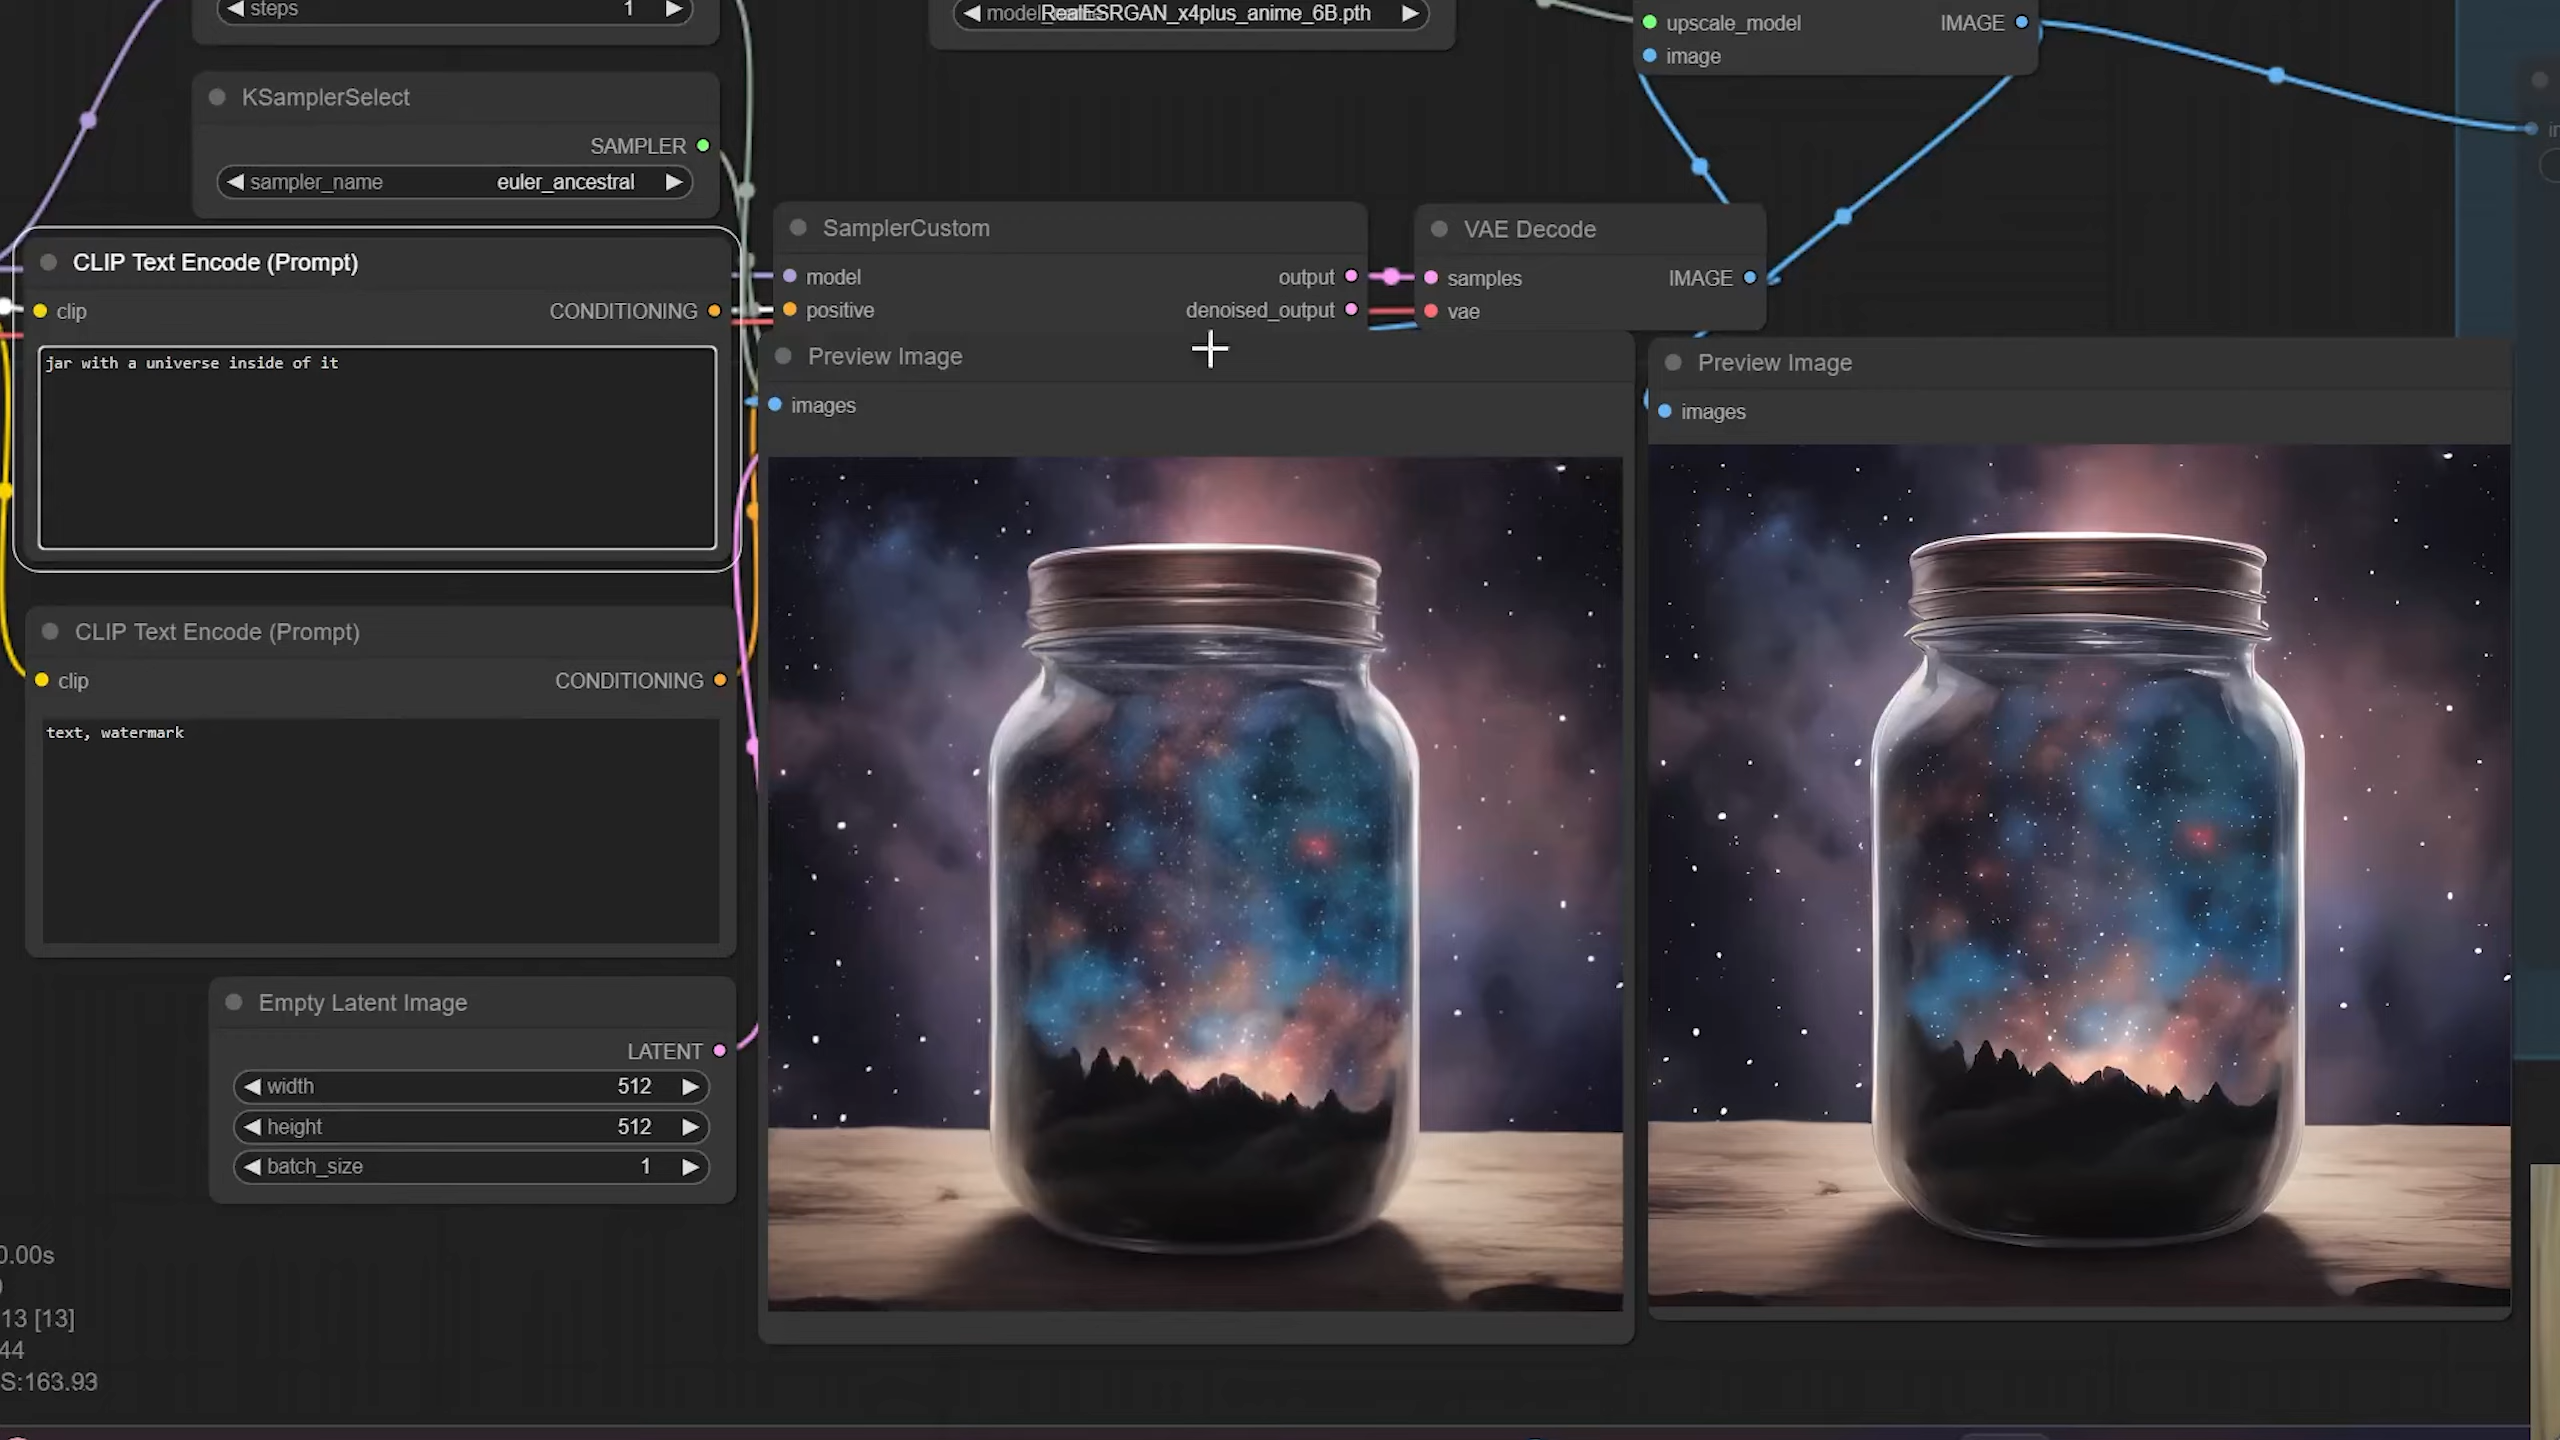 steps 1
KSamplerSelect
SAMPLER
sampler_name euler_ancestral
CLIP Text Encode (Prompt)
clip CONDITIONING
jar with a universe inside of it
CLIP Text Encode (Prompt)
clip CONDITIONING
text, watermark
Empty Latent Image
LATENT
width 512
height 512
batch_size 1
0.00s
13 [13]
44
S:163.93
RealESRGAN_x4plus_anime_6B.pth
upscale_model IMAGE
image
SamplerCustom
model output
positive denoised_output
VAE Decode
samples IMAGE
vae
Preview Image
images
Preview Image
images